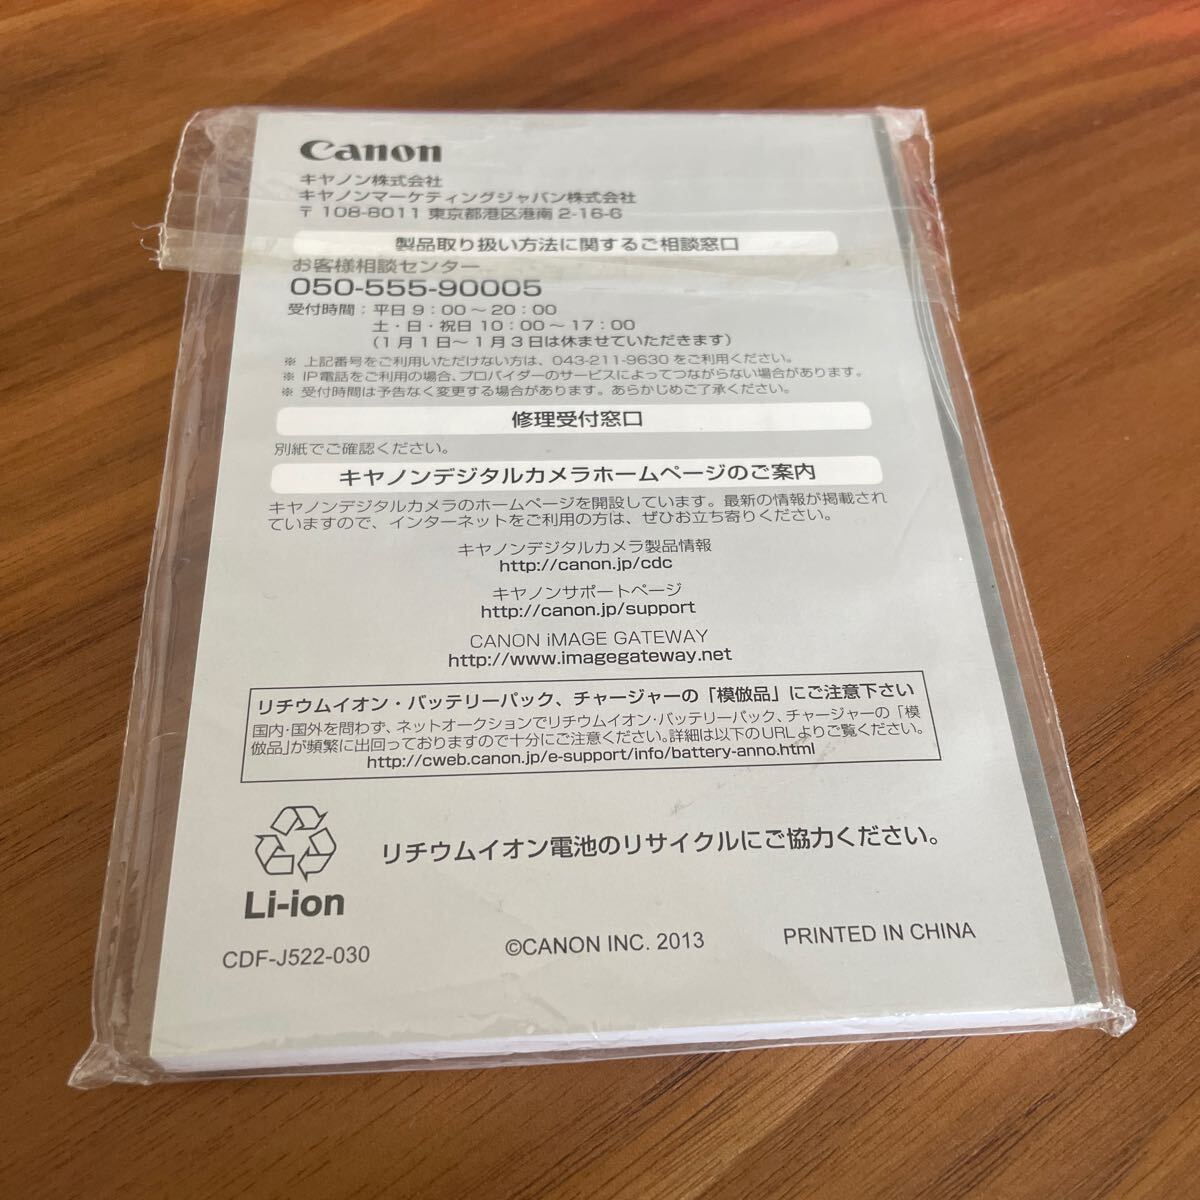 Canon
キヤノン株式会社
キヤノンマーケティングジャパン株式会社
〒108-8011 東京都港区港南 2-16-6
製品取り扱い方法に関するご相談窓口
お客様相談センター
050-555-90005
受付時間：平日 9：00～20：00
土・日・祝日 10：00～17：00
（1月1日～1月3日は休ませていただきます）
※ 上記番号をご利用いただけない方は、043-211-9630 をご利用ください。
※ IP電話をご利用の場合、プロバイダーのサービスによってつながらない場合があります。
※ 受付時間は予告なく変更する場合があります。あらかじめご了承ください。
修理受付窓口
別紙でご確認ください。
キヤノンデジタルカメラホームページのご案内
キヤノンデジタルカメラのホームページを開設しています。最新の情報が掲載され
ていますので、インターネットをご利用の方は、ぜひお立ち寄りください。
キヤノンデジタルカメラ製品情報
http://canon.jp/cdc
キヤノンサポートページ
http://canon.jp/support
CANON iMAGE GATEWAY
http://www.imagegateway.net
リチウムイオン・バッテリーパック、チャージャーの「模倣品」にご注意下さい
国内・国外を問わず、ネットオークションでリチウムイオン・バッテリーパック、チャージャーの「模
倣品」が頻繁に出回っておりますので十分にご注意ください。詳細は以下のURLよりご覧ください。
http://cweb.canon.jp/e-support/info/battery-anno.html
リチウムイオン電池のリサイクルにご協力ください。
Li-ion
CDF-J522-030
©CANON INC. 2013
PRINTED IN CHINA